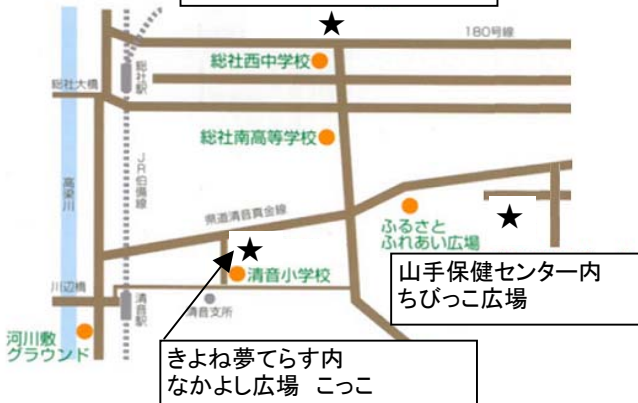 180号線
総社西中学校
総社駅
総社大橋
総社南高等学校
JR伯備線
高梁川
県道清音真金線
ふるさと
ふれあい広場
清音小学校
山手保健センター内
ちびっこ広場
川辺橋
清音駅
清音支所
河川敷
グラウンド
きよね夢てらす内
なかよし広場 こっこ